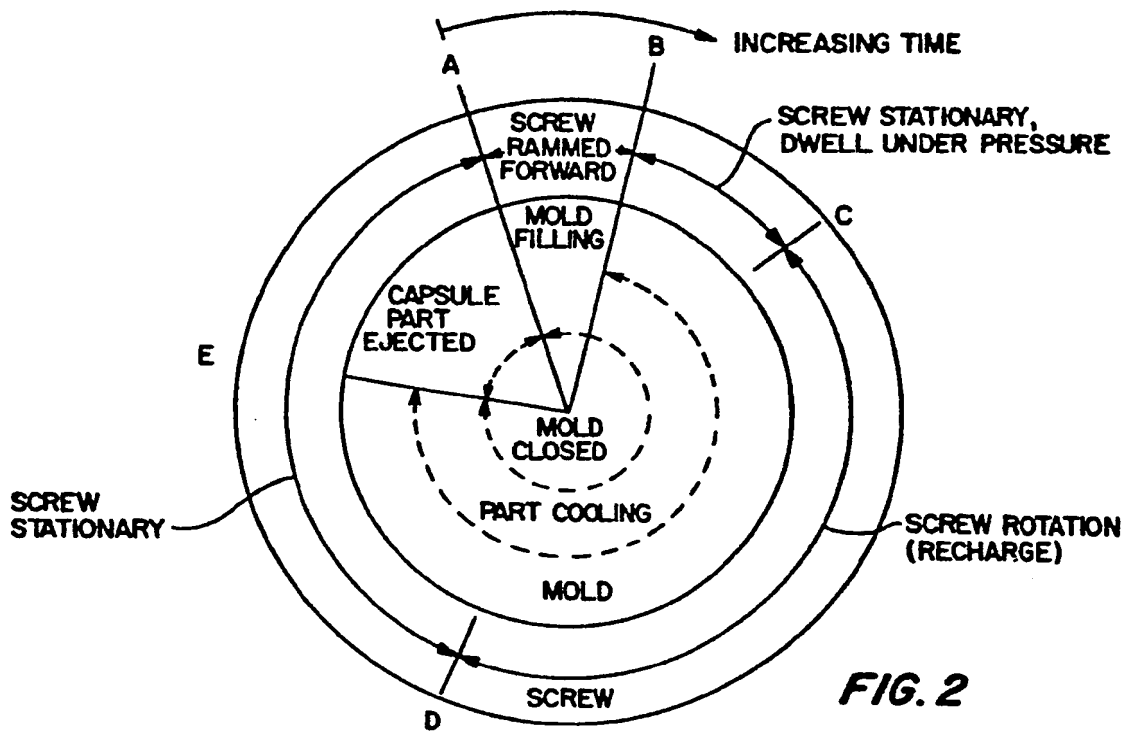 INCREASING TIME
A
B
SCREW
RAMMED
FORWARD
SCREW STATIONARY,
DWELL UNDER PRESSURE
C
MOLD
FILLING
CAPSULE
PART
EJECTED
E
MOLD
CLOSED
SCREW
STATIONARY
PART COOLING
SCREW ROTATION
(RECHARGE)
MOLD
SCREW
D
FIG. 2